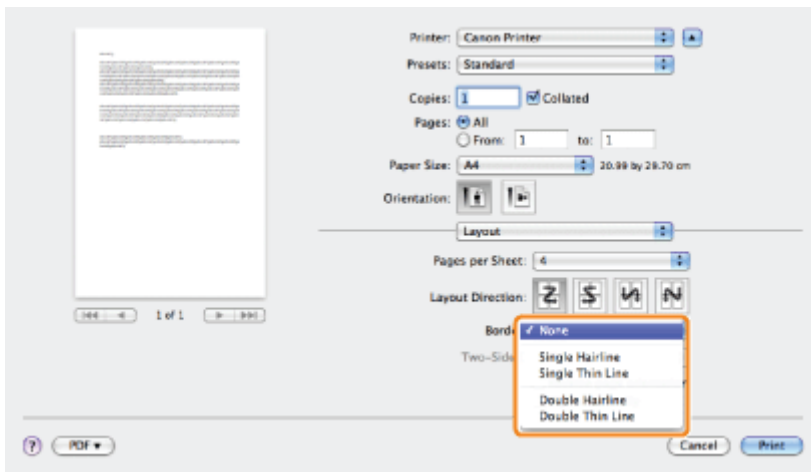 Printer: Canon Printer
Presets: Standard
Copies: 1 Collated
Pages: All
From: 1 to: 1
Paper Size: A4 20.99 by 29.70 cm
Orientation:
Layout
Pages per Sheet: 4
Layout Direction:
1 of 1
Bord
None
Two-Side
Single Hairline
Single Thin Line
Double Hairline
Double Thin Line
? PDF Cancel Print